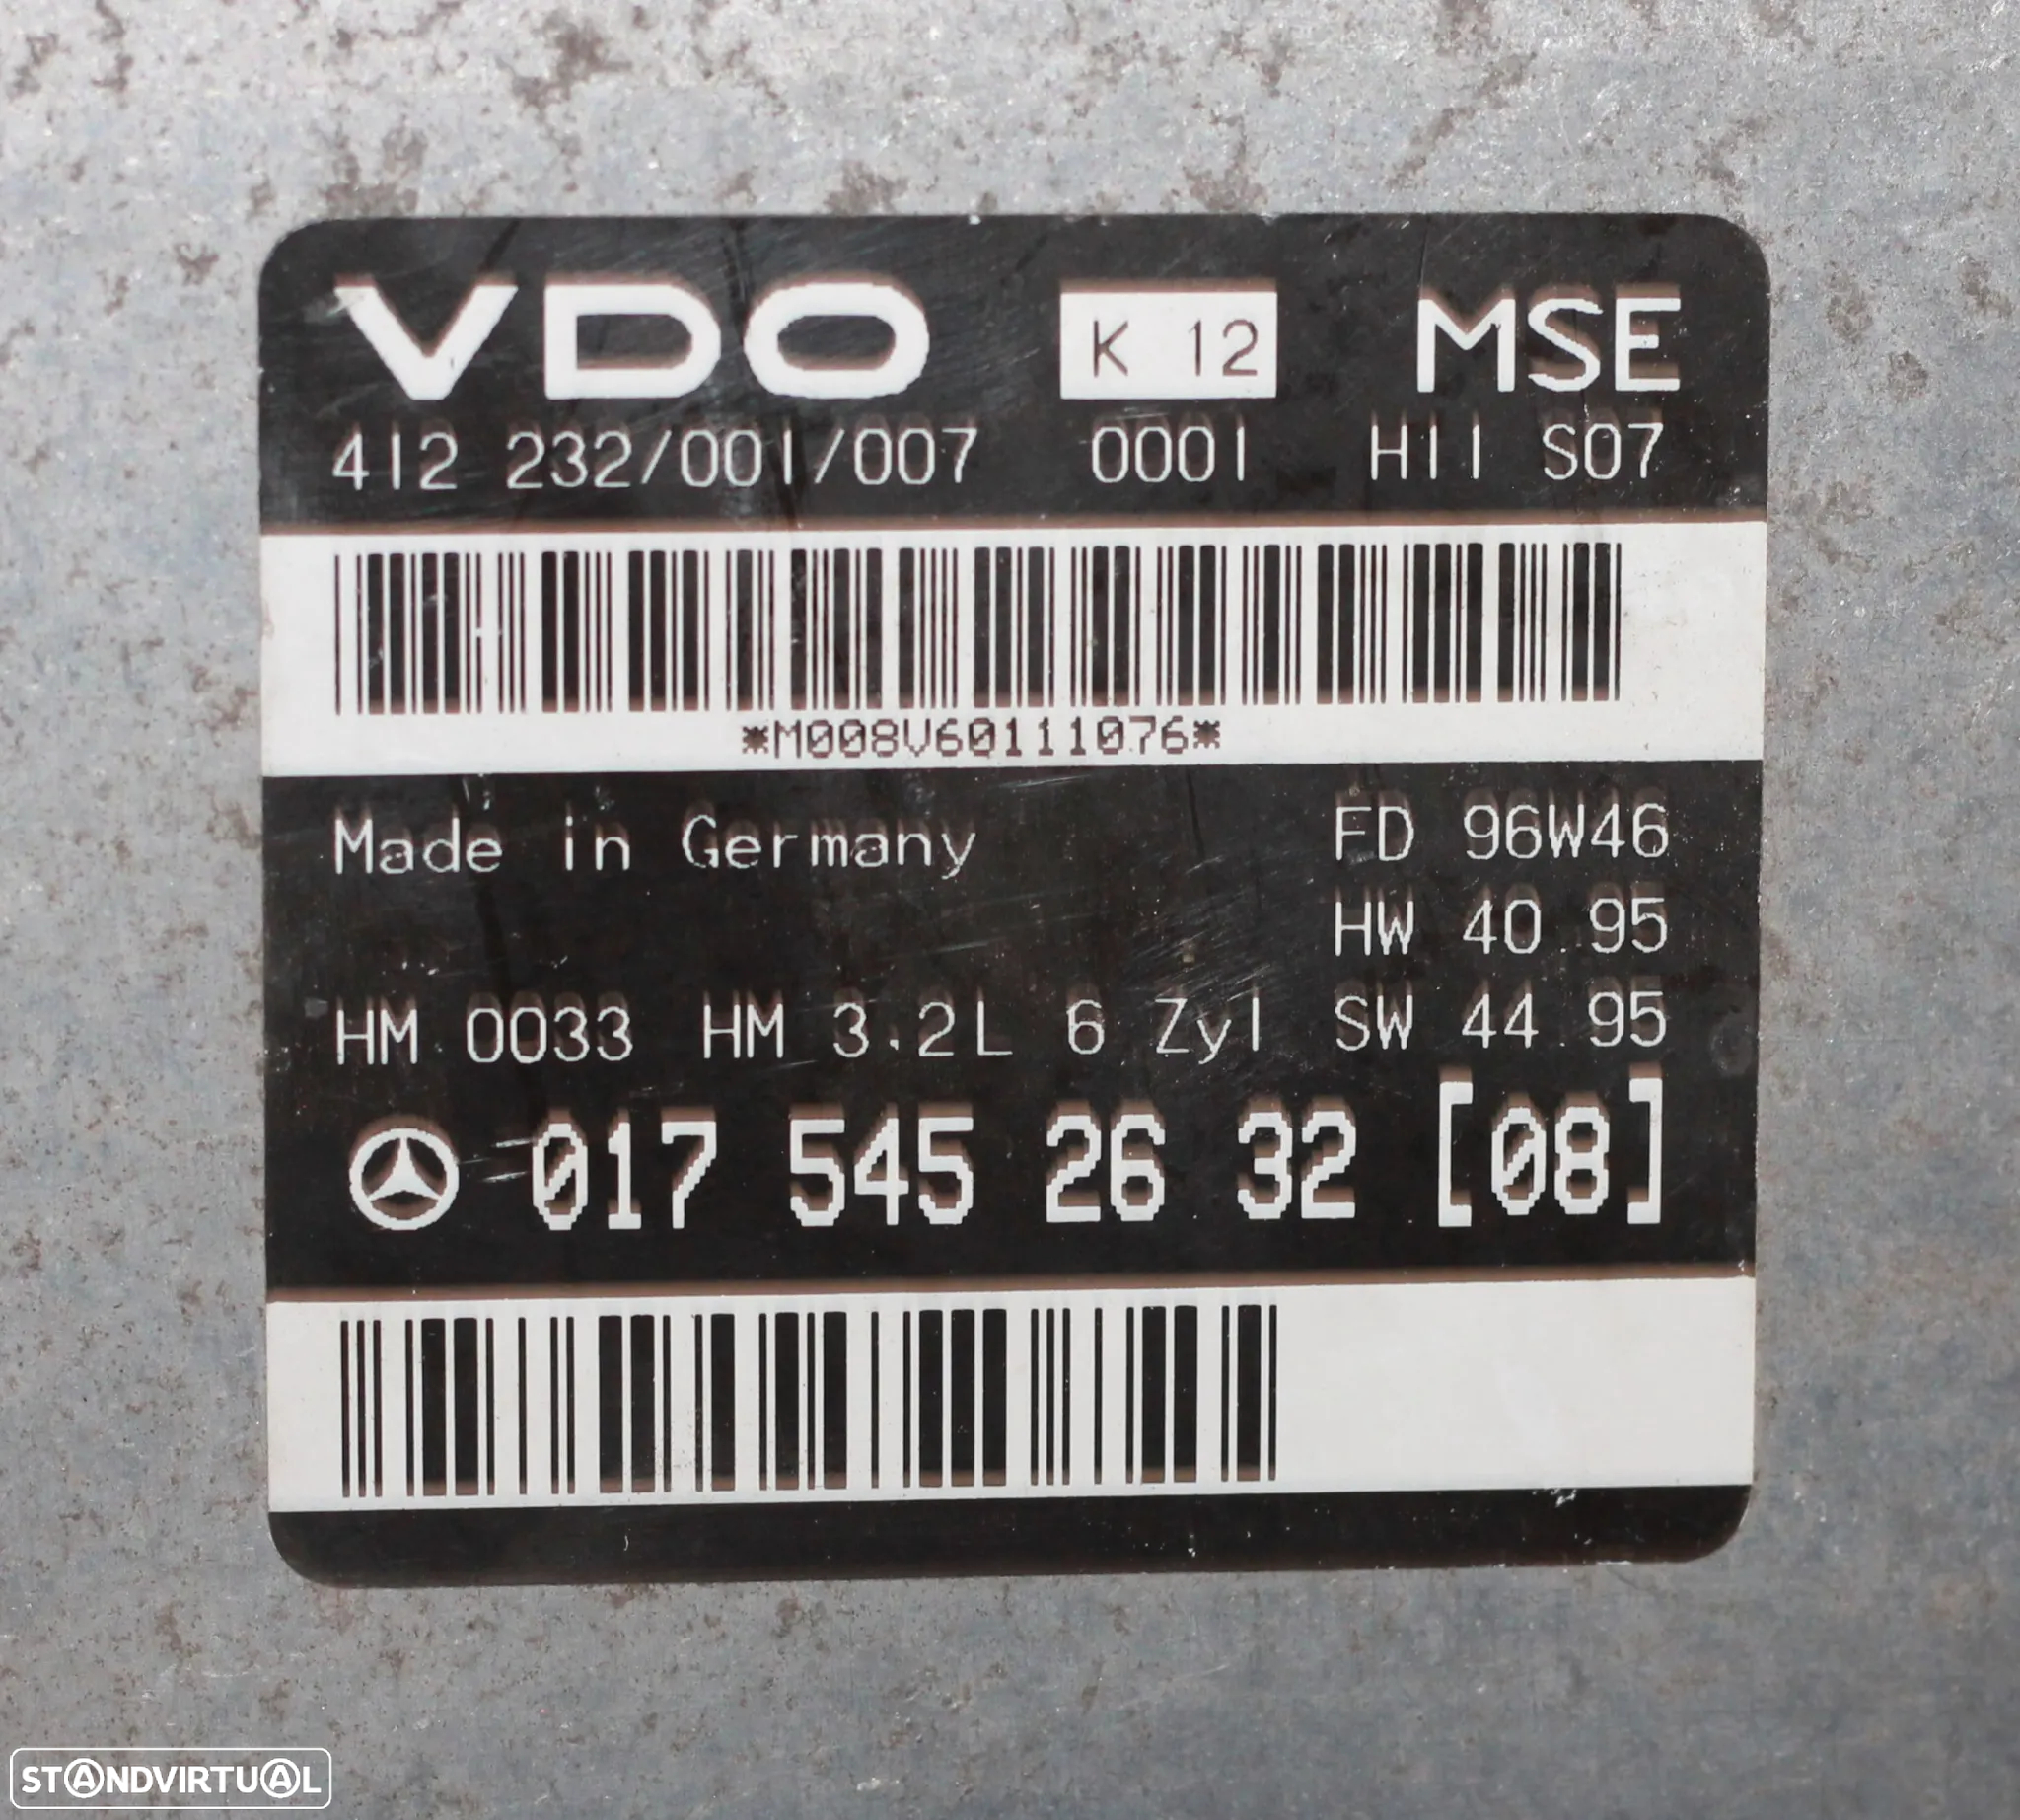 VDO K 12 MSE
412 232/001/007 0001 H11 S07
*M008V60111076*
Made in Germany FD 96W46
HW 40.95
HM 0033 HM 3.2L 6 Zyl SW 44.95
017 545 26 32 [08]
STANDVIRTUAL